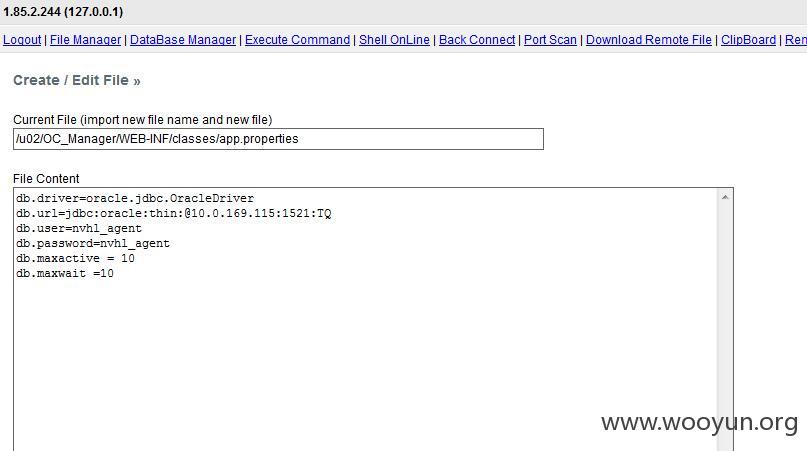 1.85.2.244 (127.0.0.1)
Logout | File Manager | DataBase Manager | Execute Command | Shell OnLine | Back Connect | Port Scan | Download Remote File | ClipBoard | Ren
Create / Edit File »
Current File (import new file name and new file)
/u02/OC_Manager/WEB-INF/classes/app.properties
File Content
db.driver=oracle.jdbc.OracleDriver
db.url=jdbc:oracle:thin:@10.0.169.115:1521:TQ
db.user=nvhl_agent
db.password=nvhl_agent
db.maxactive = 10
db.maxwait =10
www.wooyun.org